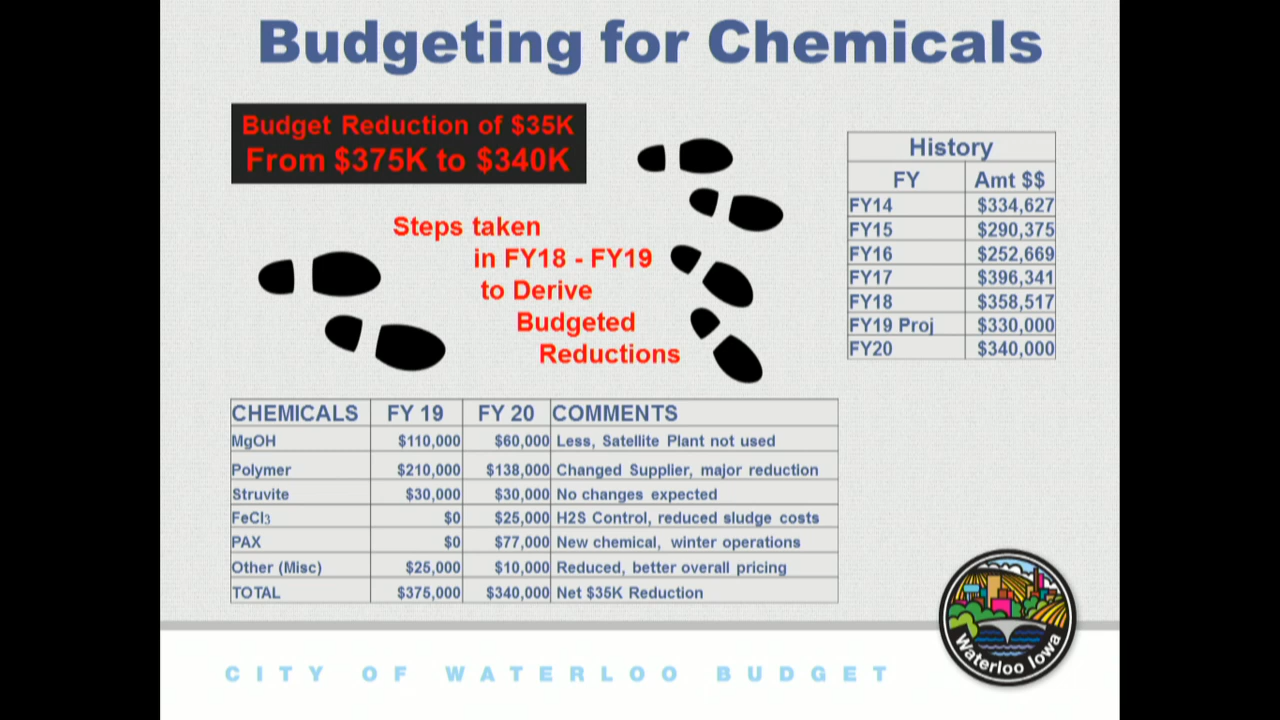 Budgeting for Chemicals
Budget Reduction of $35K
From $375K to $340K
Steps taken
in FY18 - FY19
to Derive
Budgeted
Reductions
History
FY Amt $$
FY14 $334,627
FY15 $290,375
FY16 $252,669
FY17 $396,341
FY18 $358,517
FY19 Proj $330,000
FY20 $340,000
CHEMICALS FY 19 FY 20 COMMENTS
MgOH $110,000 $60,000 Less, Satellite Plant not used
Polymer $210,000 $138,000 Changed Supplier, major reduction
Struvite $30,000 $30,000 No changes expected
FeCl3 $0 $25,000 H2S Control, reduced sludge costs
PAX $0 $77,000 New chemical, winter operations
Other (Misc) $25,000 $10,000 Reduced, better overall pricing
TOTAL $375,000 $340,000 Net $35K Reduction
Waterloo Iowa
CITY OF WATERLOO BUDGET